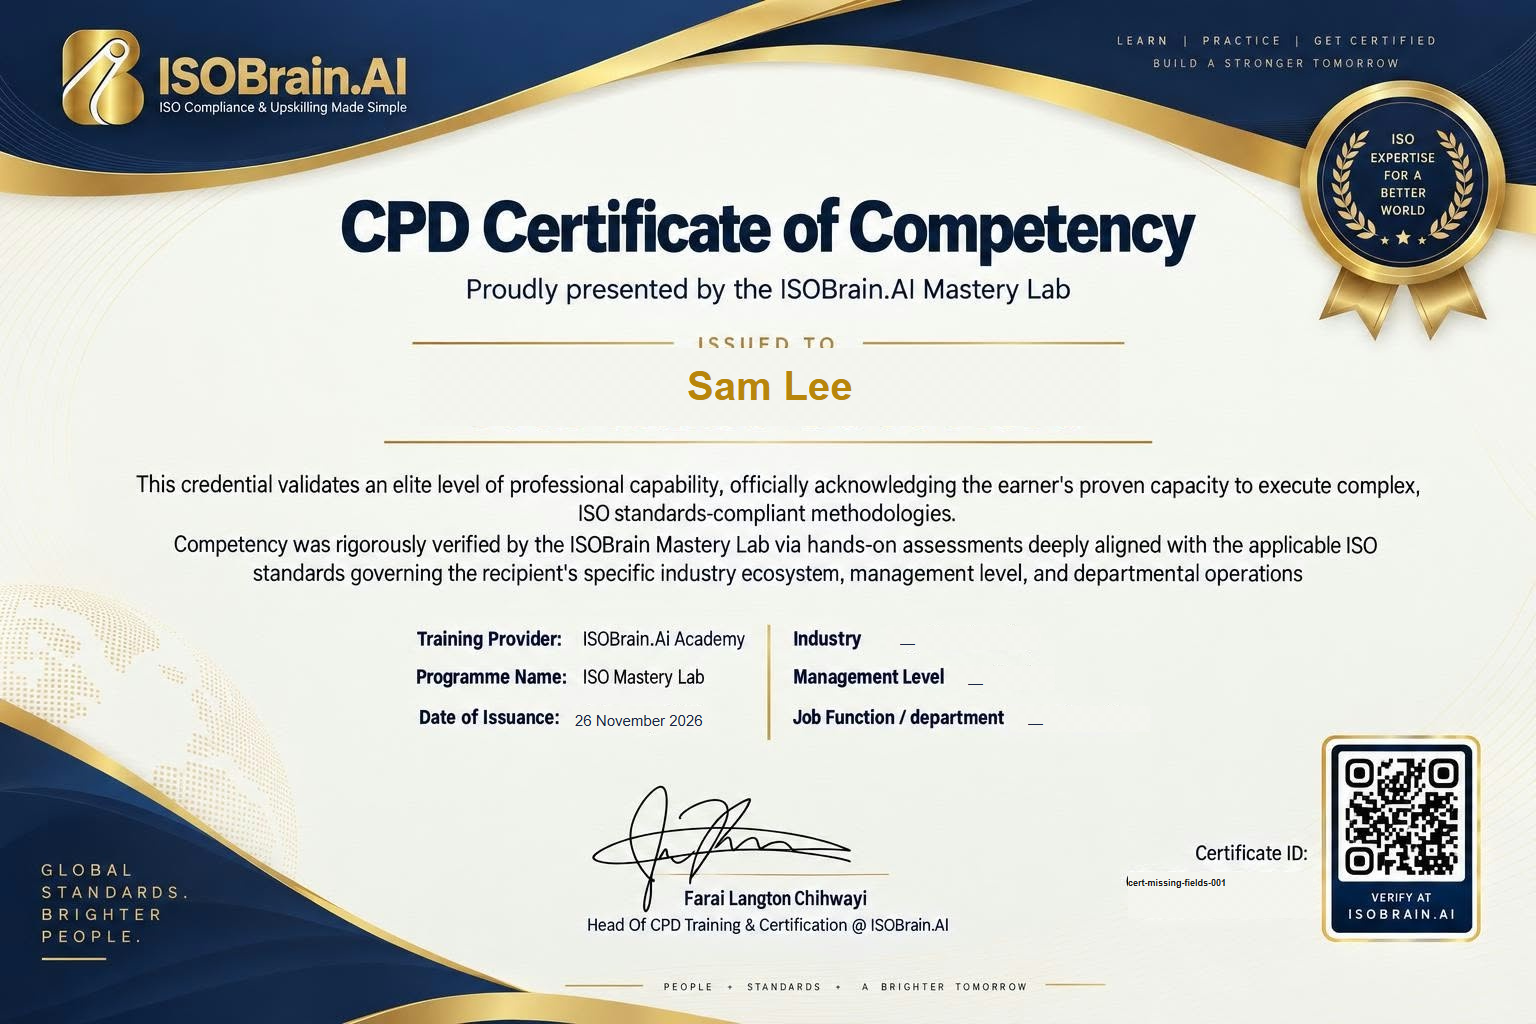 ISOBrain.AI
ISO Compliance & Upskilling Made Simple
LEARN | PRACTICE | GET CERTIFIED
BUILD A STRONGER TOMORROW
ISO
EXPERTISE
FOR A
BETTER
WORLD
CPD Certificate of Competency
Proudly presented by the ISOBrain.AI Mastery Lab
ISSUED TO
Sam Lee
This credential validates an elite level of professional capability, officially acknowledging the earner's proven capacity to execute complex,
ISO standards-compliant methodologies.
Competency was rigorously verified by the ISOBrain Mastery Lab via hands-on assessments deeply aligned with the applicable ISO
standards governing the recipient's specific industry ecosystem, management level, and departmental operations
Training Provider: ISOBrain.Ai Academy
Programme Name: ISO Mastery Lab
Date of Issuance: 26 November 2026
Industry —
Management Level —
Job Function / department —
Farai Langton Chihwayi
Head Of CPD Training & Certification @ ISOBrain.AI
Certificate ID:
cert-missing-fields-001
VERIFY AT
ISOBRAIN.AI
GLOBAL
STANDARDS.
BRIGHTER
PEOPLE.
PEOPLE + STANDARDS + A BRIGHTER TOMORROW